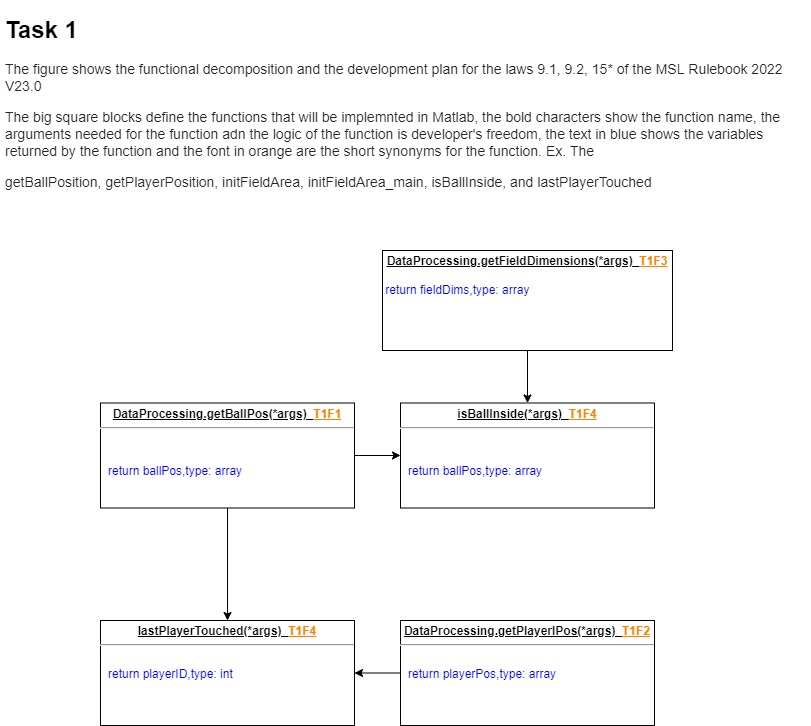 Task 1
The figure shows the functional decomposition and the development plan for the laws 9.1, 9.2, 15* of the MSL Rulebook 2022
V23.0
The big square blocks define the functions that will be implemnted in Matlab, the bold characters show the function name, the
arguments needed for the function adn the logic of the function is developer's freedom, the text in blue shows the variables
returned by the function and the font in orange are the short synonyms for the function. Ex. The
getBallPosition, getPlayerPosition, initFieldArea, initFieldArea_main, isBallInside, and lastPlayerTouched
DataProcessing.getFieldDimensions(*args)_T1F3
return fieldDims,type: array
DataProcessing.getBallPos(*args)_T1F1
return ballPos,type: array
isBallInside(*args)_T1F4
return ballPos,type: array
lastPlayerTouched(*args)_T1F4
return playerID,type: int
DataProcessing.getPlayerlPos(*args)_T1F2
return playerPos,type: array